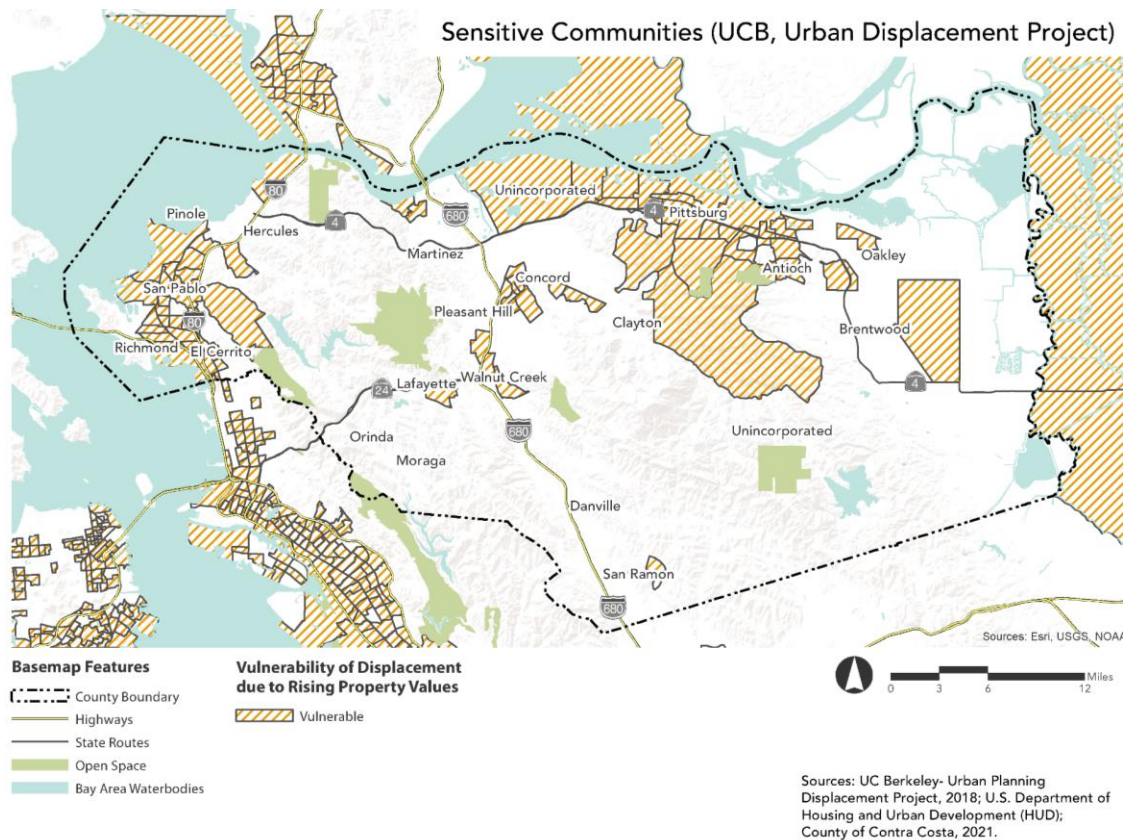 Sensitive Communities (UCB, Urban Displacement Project)
Unincorporated
80
4
Pittsburg
Pinole
680
Hercules
4
Oakley
Martinez
Antioch
Concord
San Pablo
Pleasant Hill
80
Clayton
Brentwood
Richmond
El Cerrito
Walnut Creek
4
24
Lafayette
680
Unincorporated
Orinda
Moraga
Danville
San Ramon
680
Sources: Esri, USGS, NOAA
Basemap Features
County Boundary
Highways
State Routes
Open Space
Bay Area Waterbodies
Vulnerability of Displacement
due to Rising Property Values
Vulnerable
Miles
0 3 6 12
Sources: UC Berkeley- Urban Planning
Displacement Project, 2018; U.S. Department of
Housing and Urban Development (HUD);
County of Contra Costa, 2021.